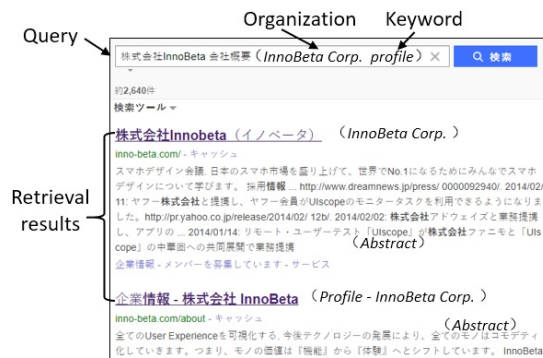 Organization Keyword
Query
株式会社InnoBeta 会社概要 (InnoBeta Corp. profile) × 検索
約2,640件
検索ツール
株式会社Innobeta（イノベータ） (InnoBeta Corp.)
inno-beta.com/ - キャッシュ
スマホデザイン会議. 日本のスマホ市場を盛り上げて、世界でNo.1になるためにみんなでスマホ
デザインについて学びます。 採用情報 ... http://www.dreamnews.jp/press/ 0000092940/. 2014/02/
11: ヤフー株式会社と提携し、ヤフー会員がUIscopeのモニタータスクを利用できるようになりま
した。http://pr.yahoo.co.jp/release/2014/02/ 12b/. 2014/02/02: 株式会社アドウェイズと業務提携
し、アプリの ... 2014/01/14: リモート・ユーザーテスト「UIscope」が株式会社ファニモと「UIs
cope」の中華圏への共同展開で業務提携 (Abstract)
企業情報 - メンバーを募集しています - サービス
Retrieval
results
企業情報 - 株式会社 InnoBeta (Profile - InnoBeta Corp.)
inno-beta.com/about - キャッシュ (Abstract)
全てのUser Experienceを可視化する. 今後テクノロジーの発展により、全てのモノはコモデティ
化していきます。つまり、モノの価値は『機能』から『体験』へとシフトしています。 InnoBeta